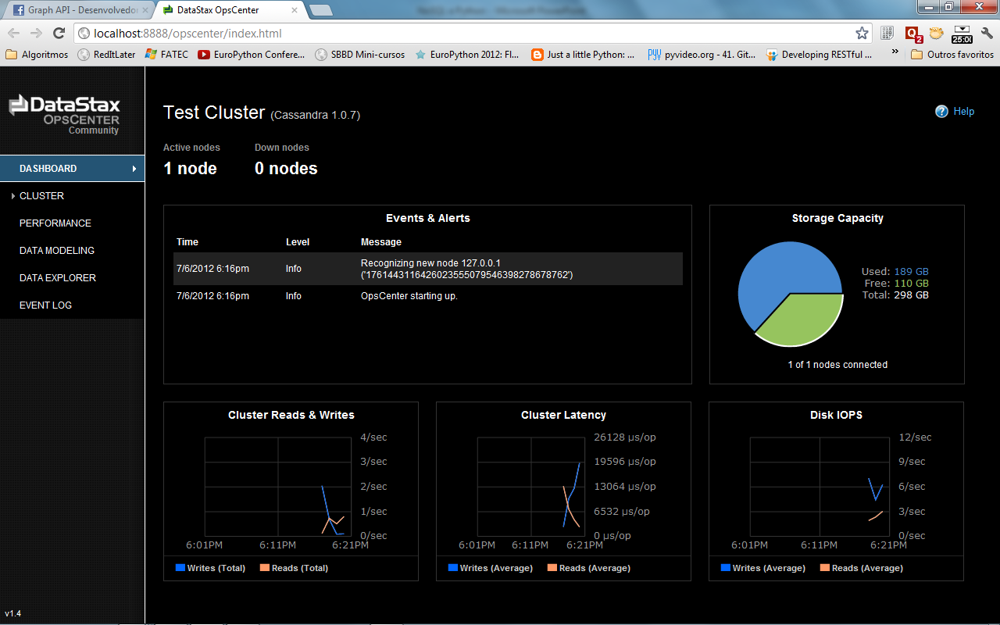 Graph API - Desenvolvedor
DataStax OpsCenter
NoSQL e Python - Microsoft PowerPoint
localhost:8888/opscenter/index.html
2
25:00
Algoritmos
RedItLater
FATEC
EuroPython Confere...
SBBD Mini-cursos
EuroPython 2012: Fl...
Just a little Python: ...
pyvideo.org - 41. Git...
Developing RESTful ...
»
Outros favoritos
DataStax
OPSCENTER
Community
DASHBOARD
CLUSTER
PERFORMANCE
DATA MODELING
DATA EXPLORER
EVENT LOG
v1.4
Test Cluster (Cassandra 1.0.7)
Help
Active nodes
1 node
Down nodes
0 nodes
Events & Alerts
Time Level Message
7/6/2012 6:16pm Info Recognizing new node 127.0.0.1
('176144311642602355507954639827867​8762')
7/6/2012 6:16pm Info OpsCenter starting up.
Storage Capacity
Used: 189 GB
Free: 110 GB
Total: 298 GB
1 of 1 nodes connected
Cluster Reads & Writes
4/sec
3/sec
2/sec
1/sec
0/sec
6:01PM 6:11PM 6:21PM
Writes (Total) Reads (Total)
Cluster Latency
26128 µs/op
19596 µs/op
13064 µs/op
6532 µs/op
0 µs/op
6:01PM 6:11PM 6:21PM
Writes (Average) Reads (Average)
Disk IOPS
12/sec
9/sec
6/sec
3/sec
0/sec
6:01PM 6:11PM 6:21PM
Writes (Average) Reads (Average)